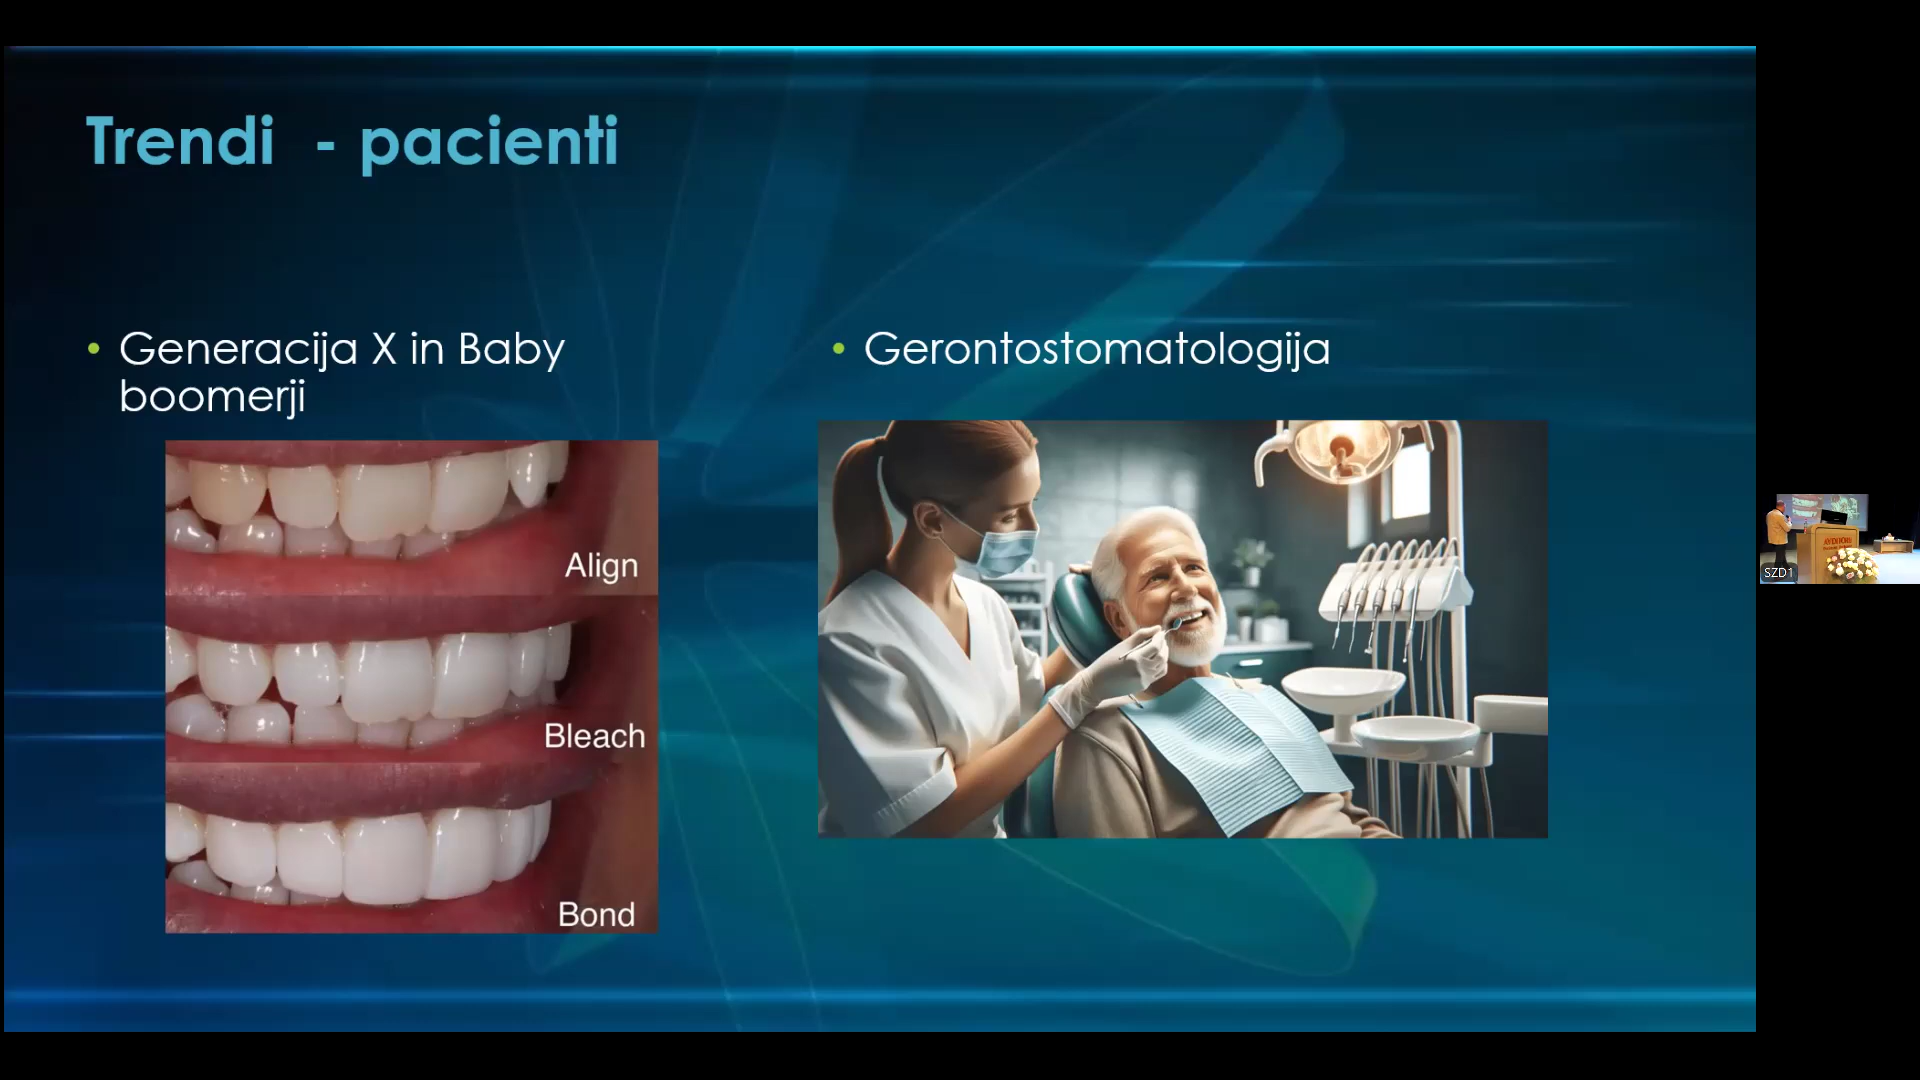 Trendi - pacienti
• Generacija X in Baby
boomerji
Align
Bleach
Bond
• Gerontostomatologija
SZD1